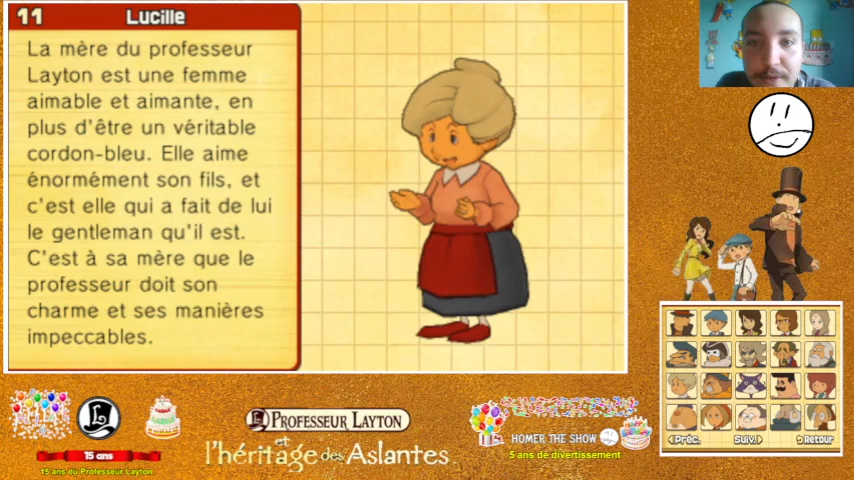 11 Lucille
La mère du professeur
Layton est une femme
aimable et aimante, en
plus d'être un véritable
cordon-bleu. Elle aime
énormément son fils, et
c'est elle qui a fait de lui
le gentleman qu'il est.
C'est à sa mère que le
professeur doit son
charme et ses manières
impeccables.
Préc. Suiv. Retour
L
15 ans
15 ans du Professeur Layton
PROFESSEUR LAYTON
et
l'héritage des Aslantes
HOMER THE SHOW
5 ans de divertissement